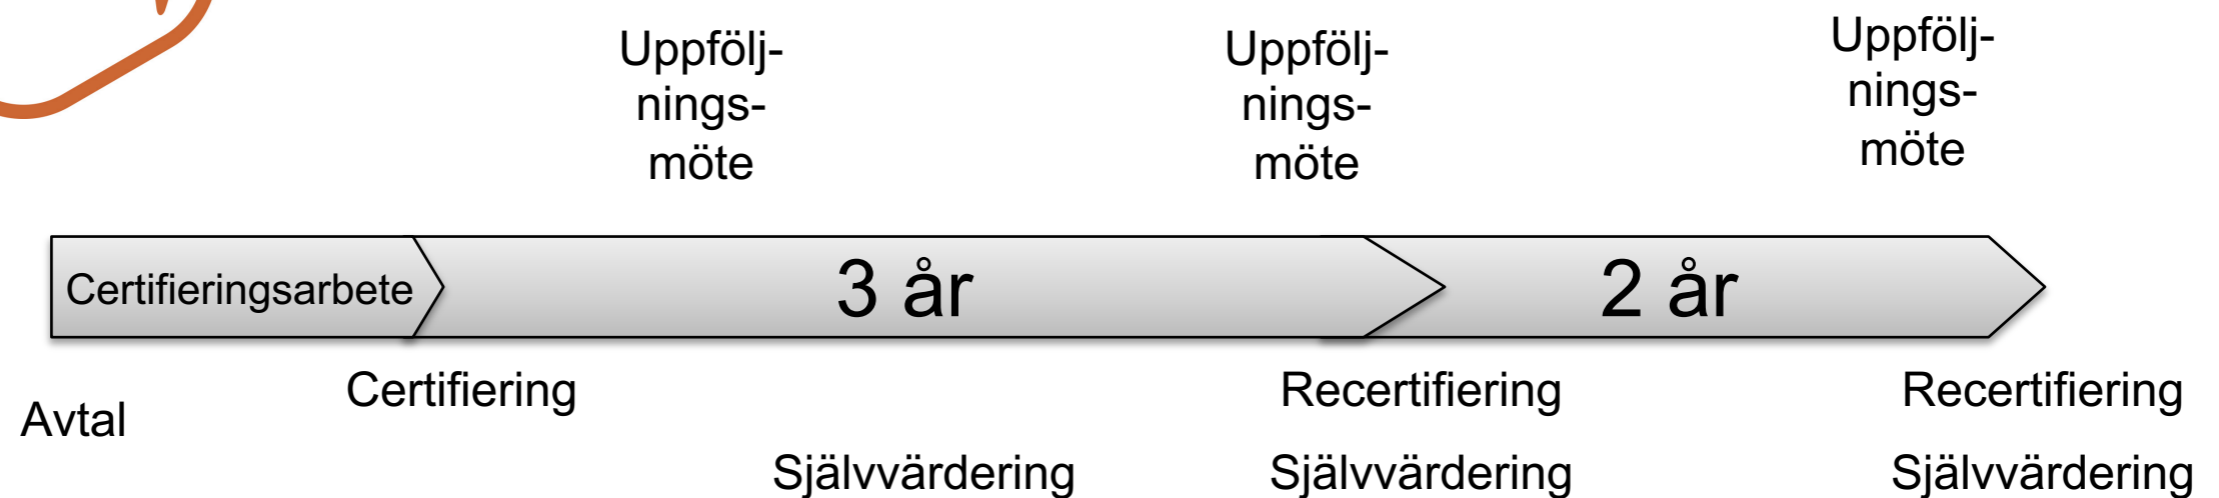 Uppfölj-
nings-
möte
Uppfölj-
nings-
möte
Uppfölj-
nings-
möte
Certifieringsarbete
3 år
2 år
Avtal
Certifiering
Recertifiering
Recertifiering
Självvärdering
Självvärdering
Självvärdering